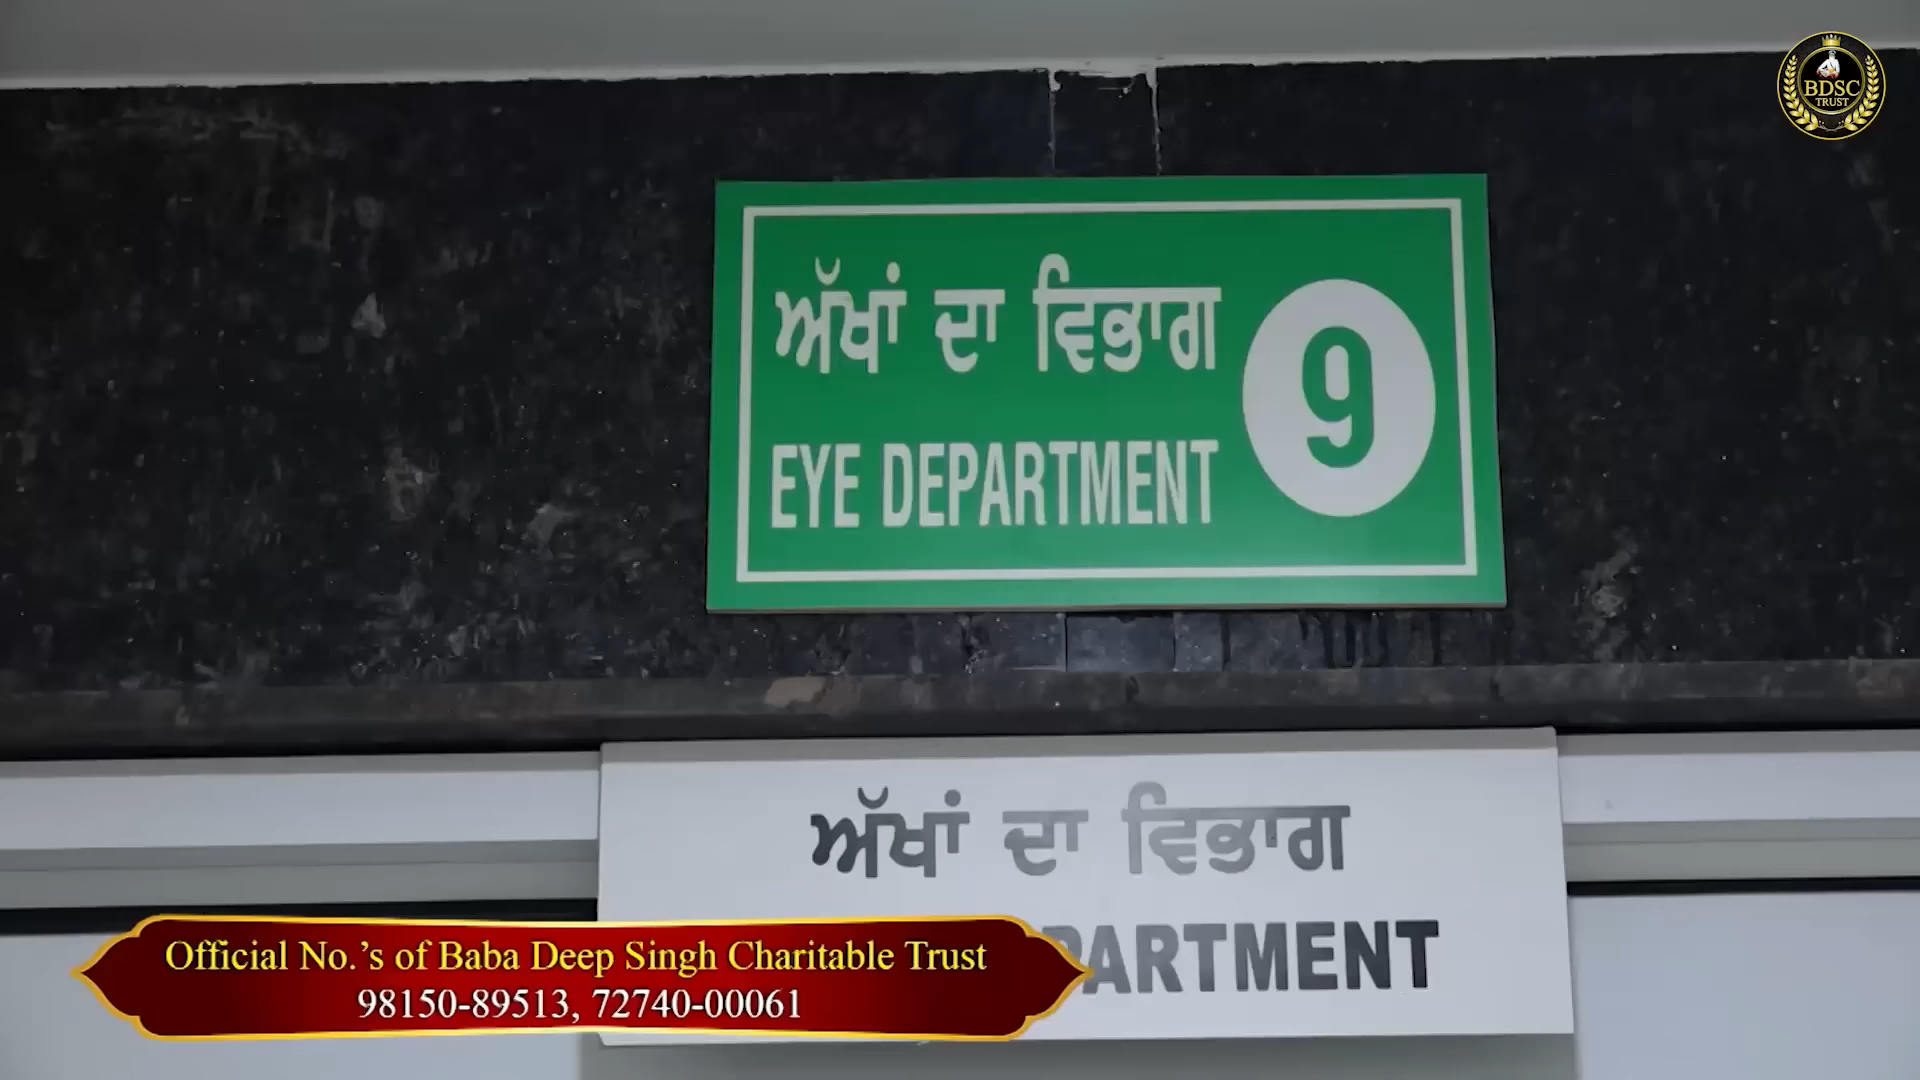 BDSC
TRUST
ਅੱਖਾਂ ਦਾ ਵਿਭਾਗ
9
EYE DEPARTMENT
ਅੱਖਾਂ ਦਾ ਵਿਭਾਗ
PARTMENT
Official No.’s of Baba Deep Singh Charitable Trust
98150-89513, 72740-00061